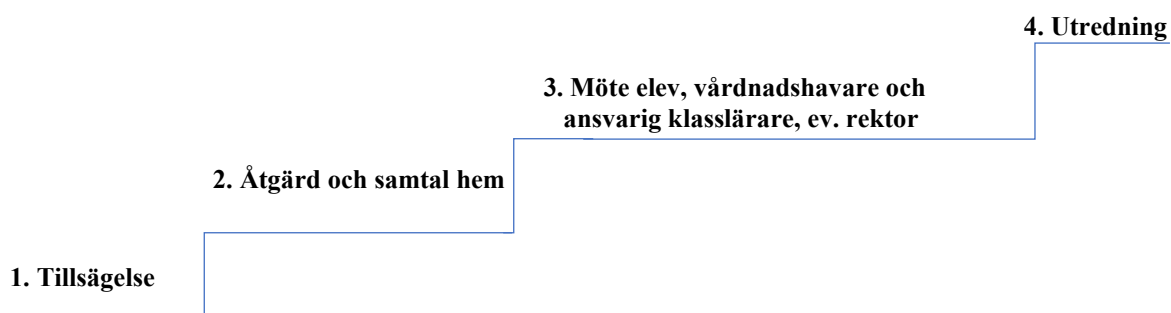 4. Utredning
3. Möte elev, vårdnadshavare och
ansvarig klasslärare, ev. rektor
2. Åtgärd och samtal hem
1. Tillsägelse